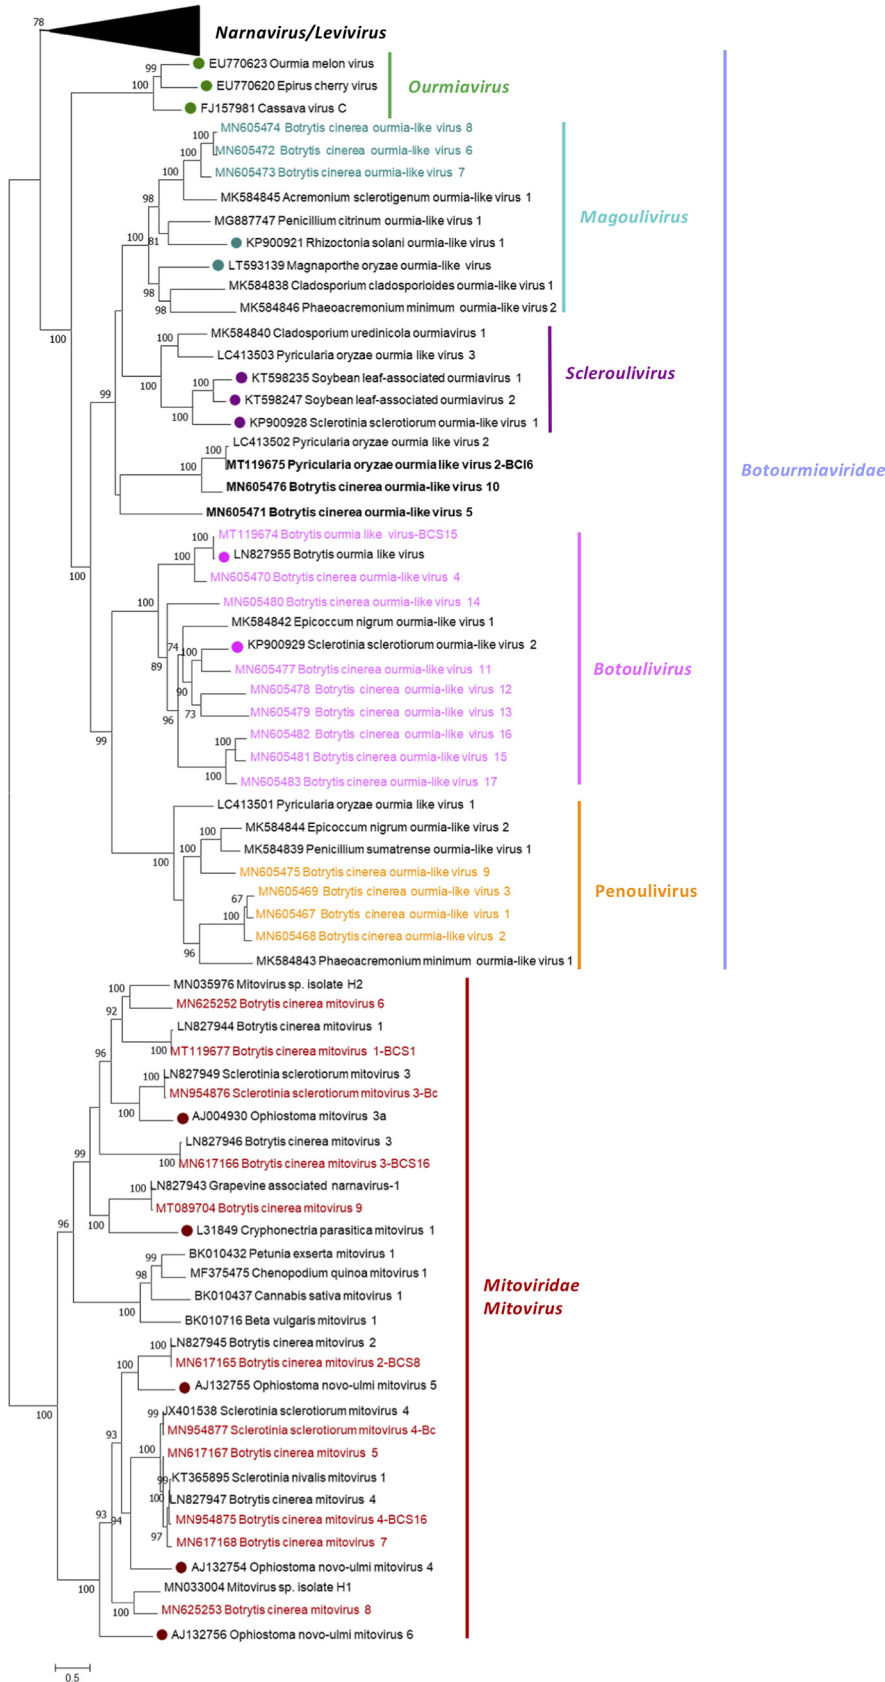 78
Narnavirus/Levivirus
99
EU770623 Ourmia melon virus
100
EU770620 Epirus cherry virus
Ourmiavirus
FJ157981 Cassava virus C
MN605474 Botrytis cinerea ourmia-like virus 8
100
MN605472 Botrytis cinerea ourmia-like virus 6
100
MN605473 Botrytis cinerea ourmia-like virus 7
100
MK584845 Acremonium sclerotigenum ourmia-like virus 1
98
MG887747 Penicillium citrinum ourmia-like virus 1
Magoulivirus
100
81
KP900921 Rhizoctonia solani ourmia-like virus 1
LT593139 Magnaporthe oryzae ourmia-like virus
98
MK584838 Cladosporium cladosporioides ourmia-like virus 1
98
MK584846 Phaeoacremonium minimum ourmia-like virus 2
100
MK584840 Cladosporium uredinicola ourmiavirus 1
100
LC413503 Pyricularia oryzae ourmia like virus 3
Scleroulivirus
100
KT598235 Soybean leaf-associated ourmiavirus 1
100
99
KT598247 Soybean leaf-associated ourmiavirus 2
100
KP900928 Sclerotinia sclerotiorum ourmia-like virus 1
LC413502 Pyricularia oryzae ourmia like virus 2
100
MT119675 Pyricularia oryzae ourmia like virus 2-BCI6
100
Botourmiaviridae
MN605476 Botrytis cinerea ourmia-like virus 10
MN605471 Botrytis cinerea ourmia-like virus 5
MT119674 Botrytis ourmia like virus-BCS15
100
100
LN827955 Botrytis ourmia like virus
100
MN605470 Botrytis cinerea ourmia-like virus 4
100
MN605480 Botrytis cinerea ourmia-like virus 14
MK584842 Epicoccum nigrum ourmia-like virus 1
74
100
KP900929 Sclerotinia sclerotiorum ourmia-like virus 2
89
MN605477 Botrytis cinerea ourmia-like virus 11
Botoulivirus
90
MN605478 Botrytis cinerea ourmia-like virus 12
96
73
MN605479 Botrytis cinerea ourmia-like virus 13
99
MN605482 Botrytis cinerea ourmia-like virus 16
100
MN605481 Botrytis cinerea ourmia-like virus 15
100
MN605483 Botrytis cinerea ourmia-like virus 17
LC413501 Pyricularia oryzae ourmia like virus 1
100
MK584844 Epicoccum nigrum ourmia-like virus 2
100
100
MK584839 Penicillium sumatrense ourmia-like virus 1
MN605475 Botrytis cinerea ourmia-like virus 9
Penoulivirus
67
MN605469 Botrytis cinerea ourmia-like virus 3
100
MN605467 Botrytis cinerea ourmia-like virus 1
MN605468 Botrytis cinerea ourmia-like virus 2
96
MK584843 Phaeoacremonium minimum ourmia-like virus 1
100
MN035976 Mitovirus sp. isolate H2
MN625252 Botrytis cinerea mitovirus 6
92
LN827944 Botrytis cinerea mitovirus 1
100
MT119677 Botrytis cinerea mitovirus 1-BCS1
96
100
LN827949 Sclerotinia sclerotiorum mitovirus 3
MN954876 Sclerotinia sclerotiorum mitovirus 3-Bc
100
AJ004930 Ophiostoma mitovirus 3a
LN827946 Botrytis cinerea mitovirus 3
99
100
MN617166 Botrytis cinerea mitovirus 3-BCS16
100
LN827943 Grapevine associated narnavirus-1
MT089704 Botrytis cinerea mitovirus 9
96
100
L31849 Cryphonectria parasitica mitovirus 1
BK010432 Petunia exserta mitovirus 1
99
98
MF375475 Chenopodium quinoa mitovirus 1
Mitoviridae
BK010437 Cannabis sativa mitovirus 1
Mitovirus
100
BK010716 Beta vulgaris mitovirus 1
LN827945 Botrytis cinerea mitovirus 2
100
100
MN617165 Botrytis cinerea mitovirus 2-BCS8
AJ132755 Ophiostoma novo-ulmi mitovirus 5
100
99
JX401538 Sclerotinia sclerotiorum mitovirus 4
MN954877 Sclerotinia sclerotiorum mitovirus 4-Bc
93
100
MN617167 Botrytis cinerea mitovirus 5
99
KT365895 Sclerotinia nivalis mitovirus 1
100
LN827947 Botrytis cinerea mitovirus 4
93
94
MN954875 Botrytis cinerea mitovirus 4-BCS16
97
MN617168 Botrytis cinerea mitovirus 7
AJ132754 Ophiostoma novo-ulmi mitovirus 4
100
MN033004 Mitovirus sp. isolate H1
100
MN625253 Botrytis cinerea mitovirus 8
AJ132756 Ophiostoma novo-ulmi mitovirus 6
0.5